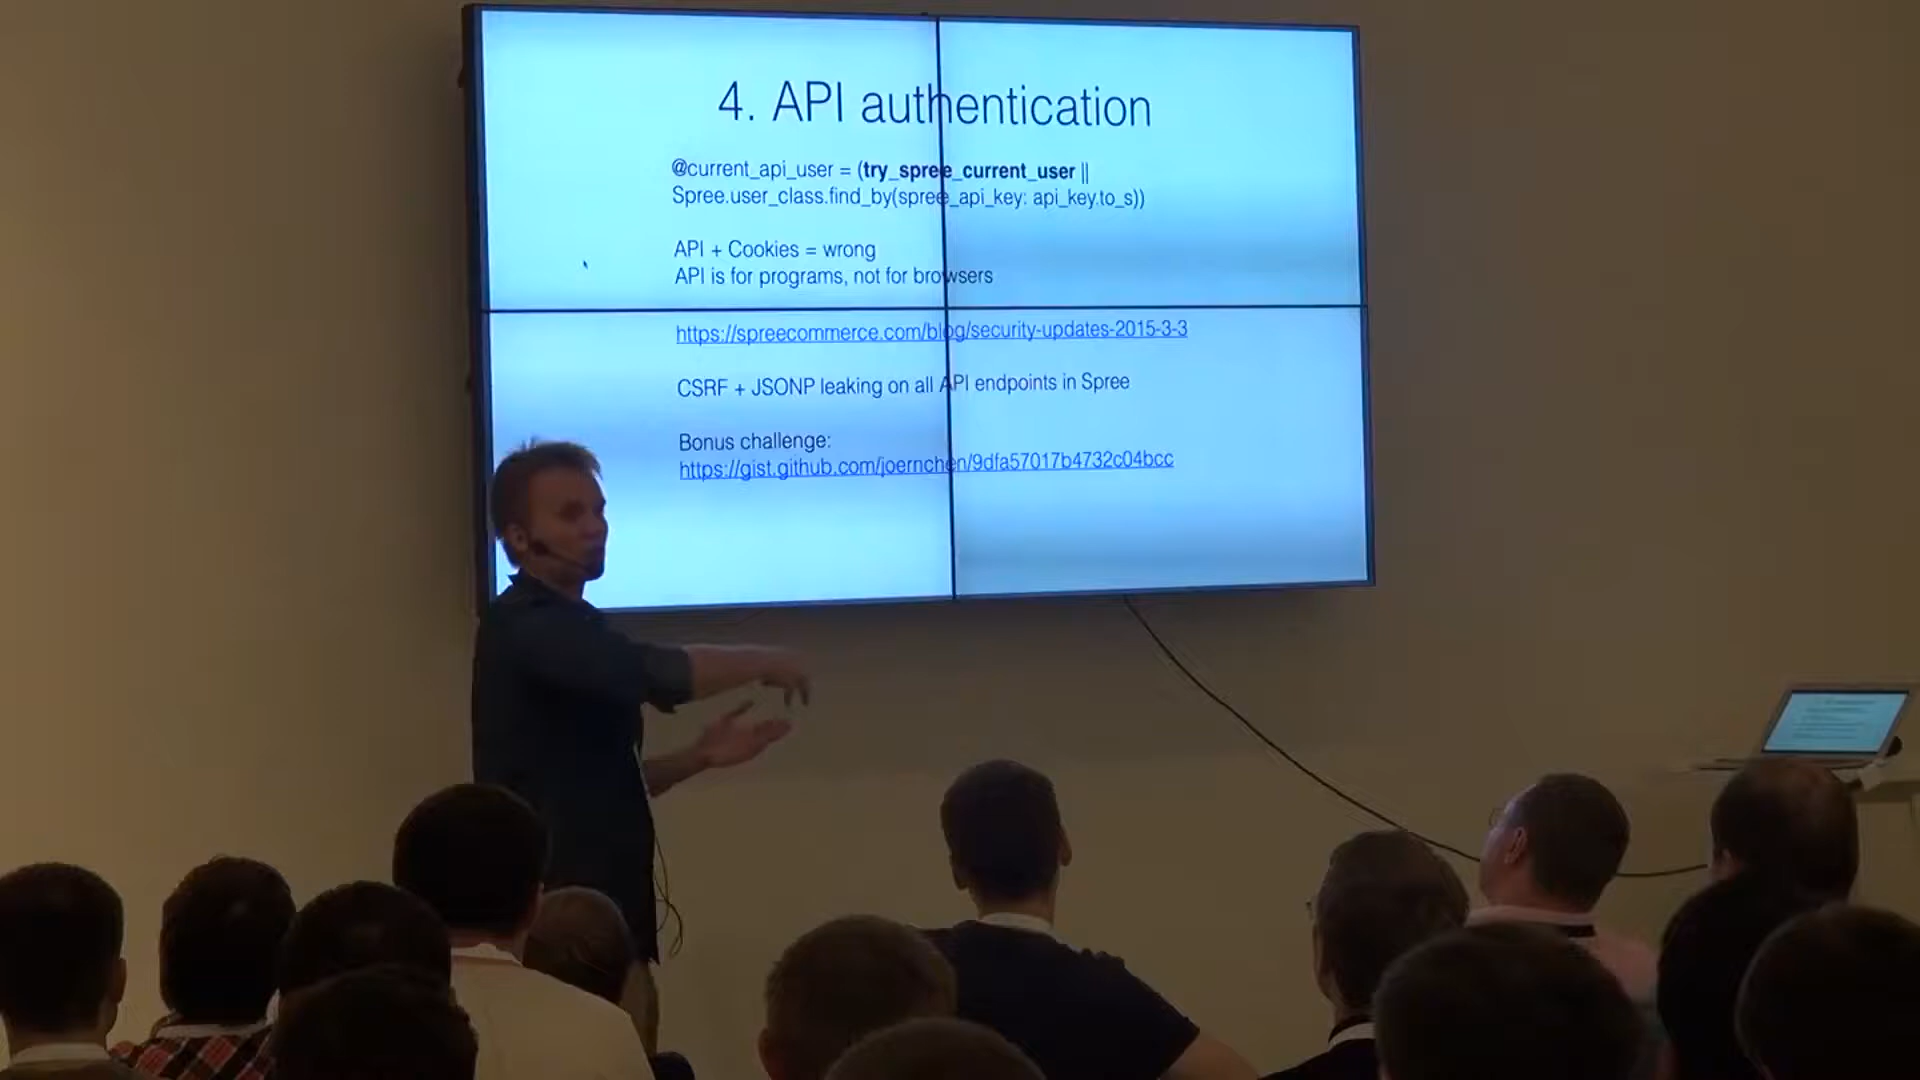 4. API authentication
@current_api_user = (try_spree_current_user ||
Spree.user_class.find_by(spree_api_key: api_key.to_s))
API + Cookies = wrong
API is for programs, not for browsers
https://spreecommerce.com/blog/security-updates-2015-3-3
CSRF + JSONP leaking on all API endpoints in Spree
Bonus challenge:
https://gist.github.com/joernchen/9dfa57017b4732c04bcc